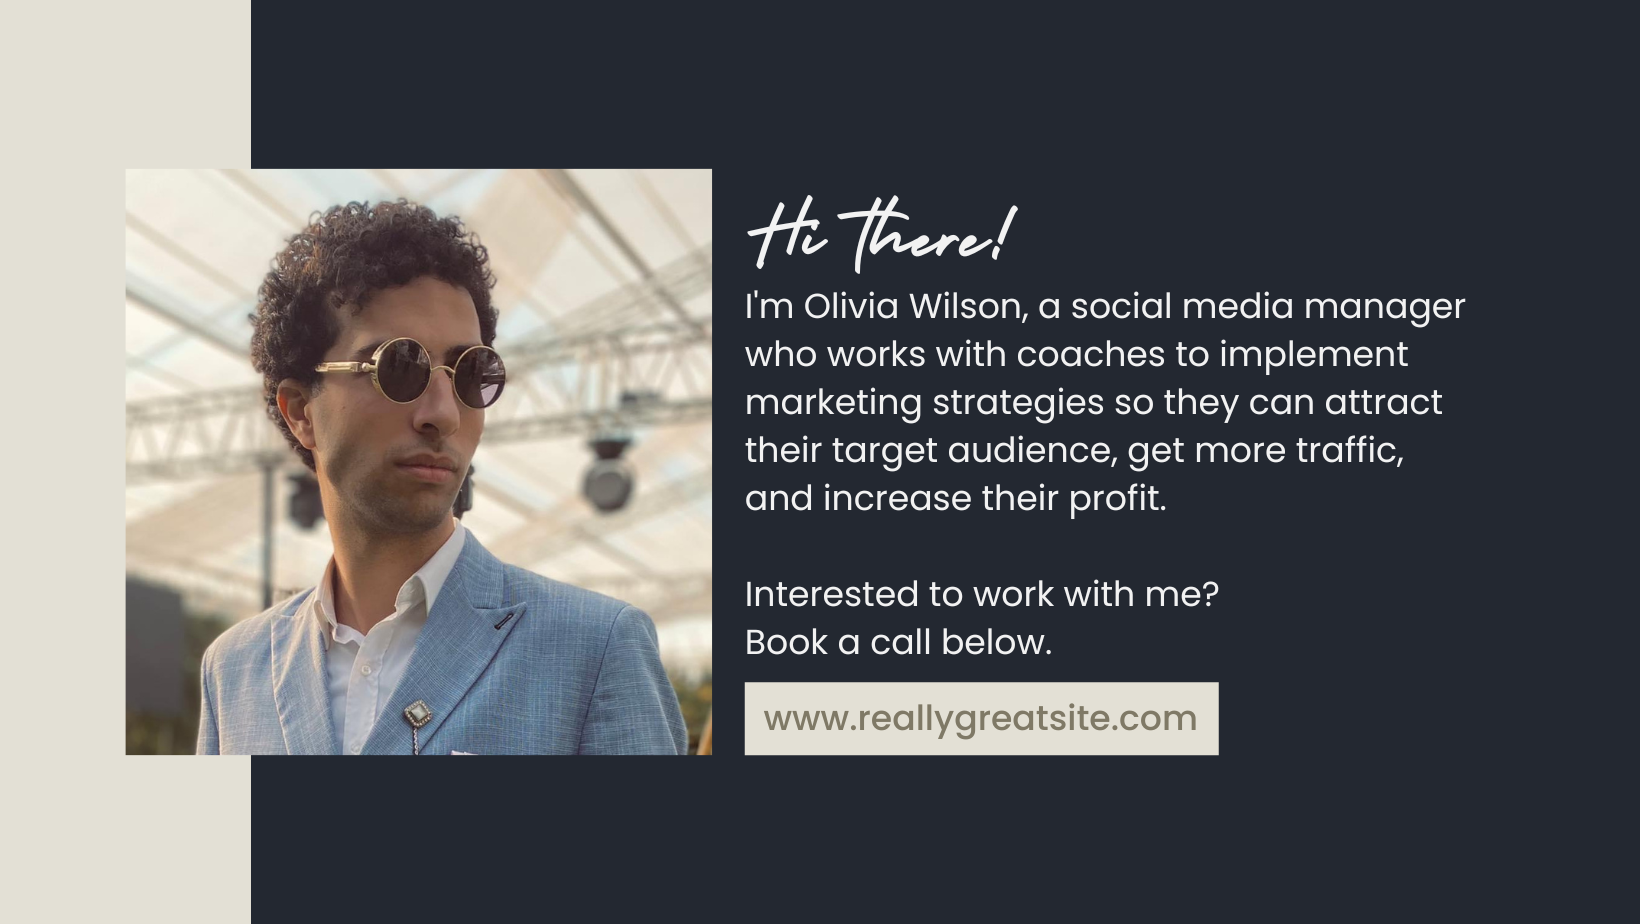 Hi There!
I'm Olivia Wilson, a social media manager
who works with coaches to implement
marketing strategies so they can attract
their target audience, get more traffic,
and increase their profit.
Interested to work with me?
Book a call below.
www.reallygreatsite.com